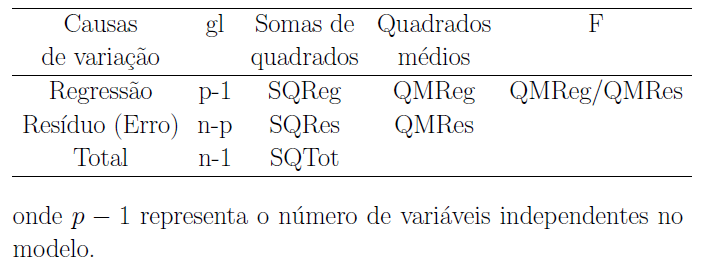 Causas gl Somas de Quadrados F
de variação quadrados médios
Regressão p-1 SQReg QMReg QMReg/QMRes
Resíduo (Erro) n-p SQRes QMRes
Total n-1 SQTot
onde p − 1 representa o número de variáveis independentes no
modelo.